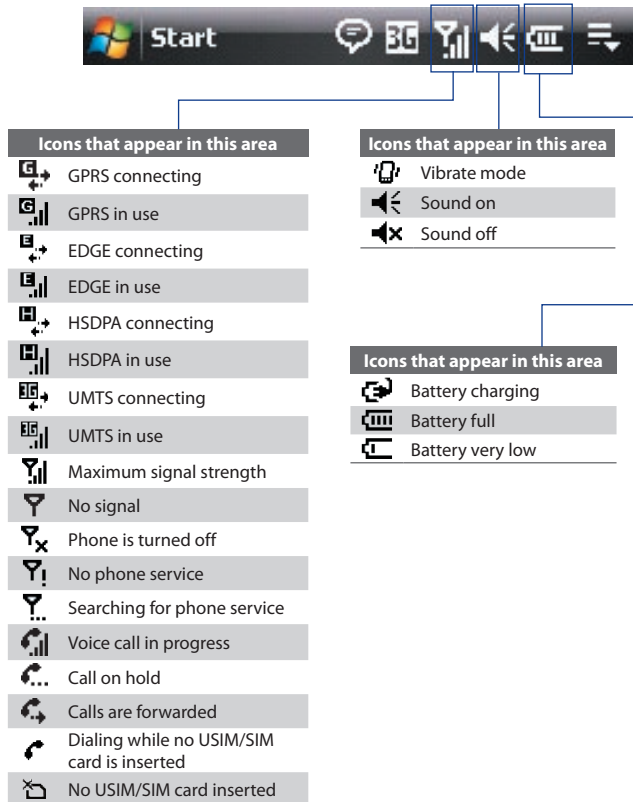 Start
3G
Icons that appear in this area
G GPRS connecting
G GPRS in use
E EDGE connecting
E EDGE in use
H HSDPA connecting
H HSDPA in use
3G UMTS connecting
3G UMTS in use
Maximum signal strength
No signal
Phone is turned off
No phone service
Searching for phone service
Voice call in progress
Call on hold
Calls are forwarded
Dialing while no USIM/SIM
card is inserted
No USIM/SIM card inserted
Icons that appear in this area
Vibrate mode
Sound on
Sound off
Icons that appear in this area
Battery charging
Battery full
Battery very low